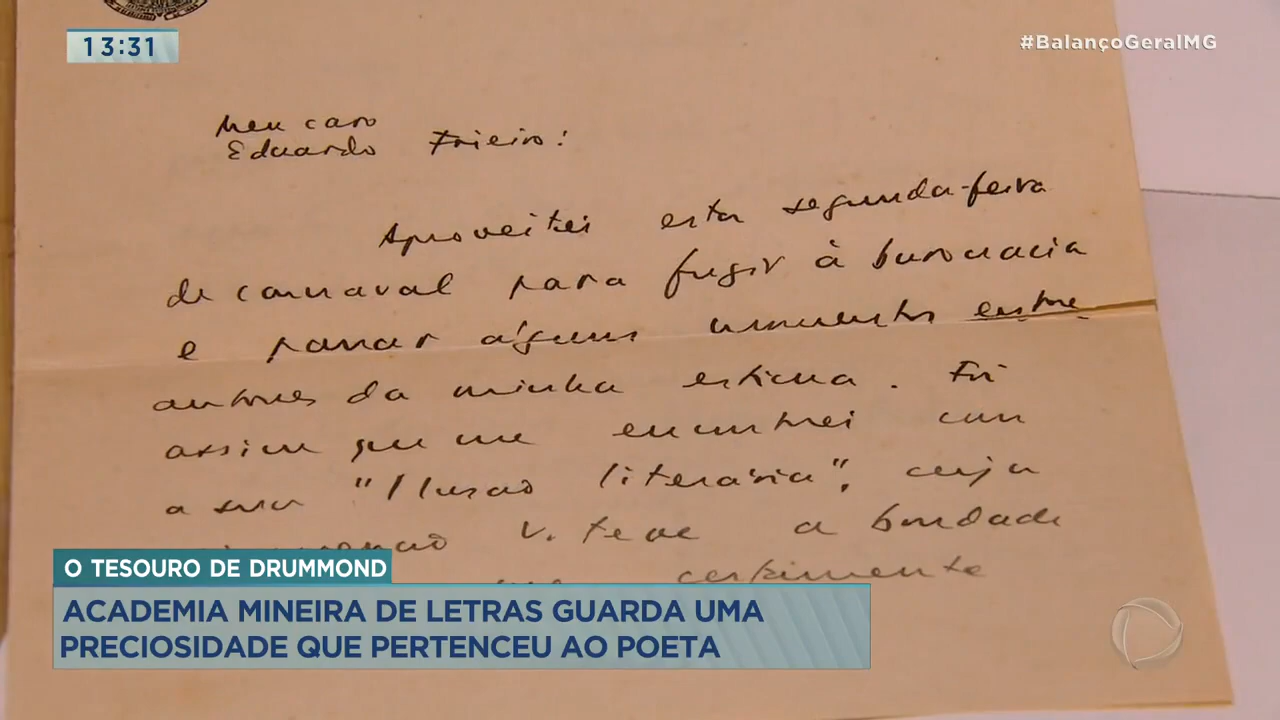 13:31
#BalançoGeralMG
Meu caro
Eduardo Frieiro!
Aproveitei esta segunda-feira
de carnaval para fugir à burocracia
e passar alguns momentos entre
autores da minha estima. Foi
assim que me encontrei com
a sua "Ilusão literária", cuja
V. teve a bondade
O TESOURO DE DRUMMOND
ACADEMIA MINEIRA DE LETRAS GUARDA UMA
PRECIOSIDADE QUE PERTENCEU AO POETA